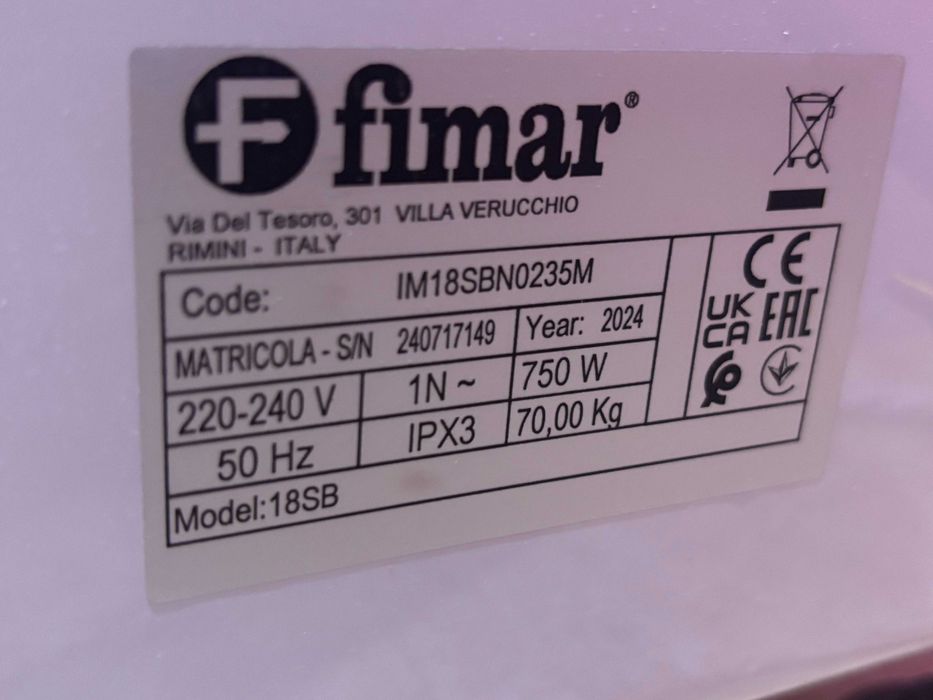 fimar®
Via Del Tesoro, 301 VILLA VERUCCHIO
RIMINI - ITALY
Code: IM18SBN0235M
MATRICOLA - S/N 240717149 Year: 2024
220-240 V 1N ~ 750 W
50 Hz IPX3 70,00 Kg
Model:18SB
CE
UK
CA
EAC